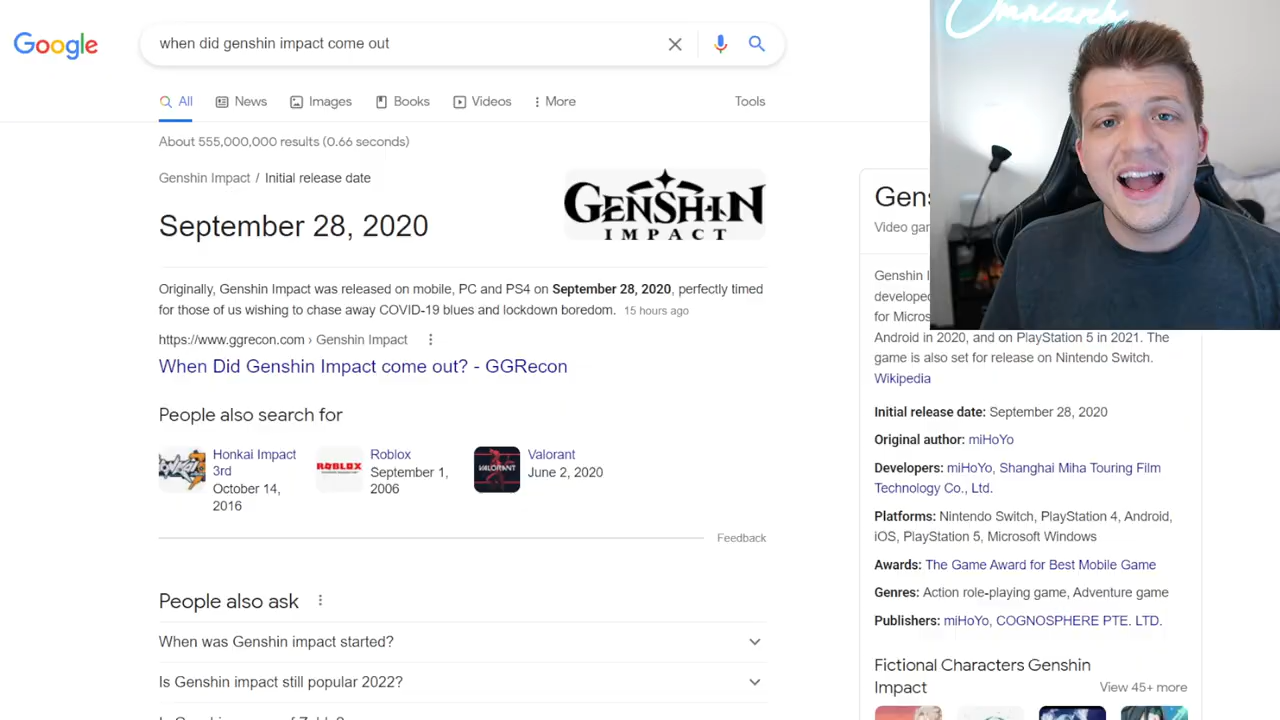 Google
when did genshin impact come out
All
News
Images
Books
Videos
More
Tools
About 555,000,000 results (0.66 seconds)
Genshin Impact / Initial release date
September 28, 2020
GENSHIN
IMPACT
Originally, Genshin Impact was released on mobile, PC and PS4 on September 28, 2020, perfectly timed
for those of us wishing to chase away COVID-19 blues and lockdown boredom. 15 hours ago
https://www.ggrecon.com › Genshin Impact
When Did Genshin Impact come out? - GGRecon
People also search for
Honkai Impact
3rd
October 14,
2016
ROBLOX
Roblox
September 1,
2006
VALORANT
Valorant
June 2, 2020
Feedback
People also ask
When was Genshin impact started?
Is Genshin impact still popular 2022?
Omniarch
Gens
Video gar
Genshin I
developed
for Micros
Android in 2020, and on PlayStation 5 in 2021. The
game is also set for release on Nintendo Switch.
Wikipedia
Initial release date: September 28, 2020
Original author: miHoYo
Developers: miHoYo, Shanghai Miha Touring Film
Technology Co., Ltd.
Platforms: Nintendo Switch, PlayStation 4, Android,
iOS, PlayStation 5, Microsoft Windows
Awards: The Game Award for Best Mobile Game
Genres: Action role-playing game, Adventure game
Publishers: miHoYo, COGNOSPHERE PTE. LTD.
Fictional Characters Genshin
Impact
View 45+ more